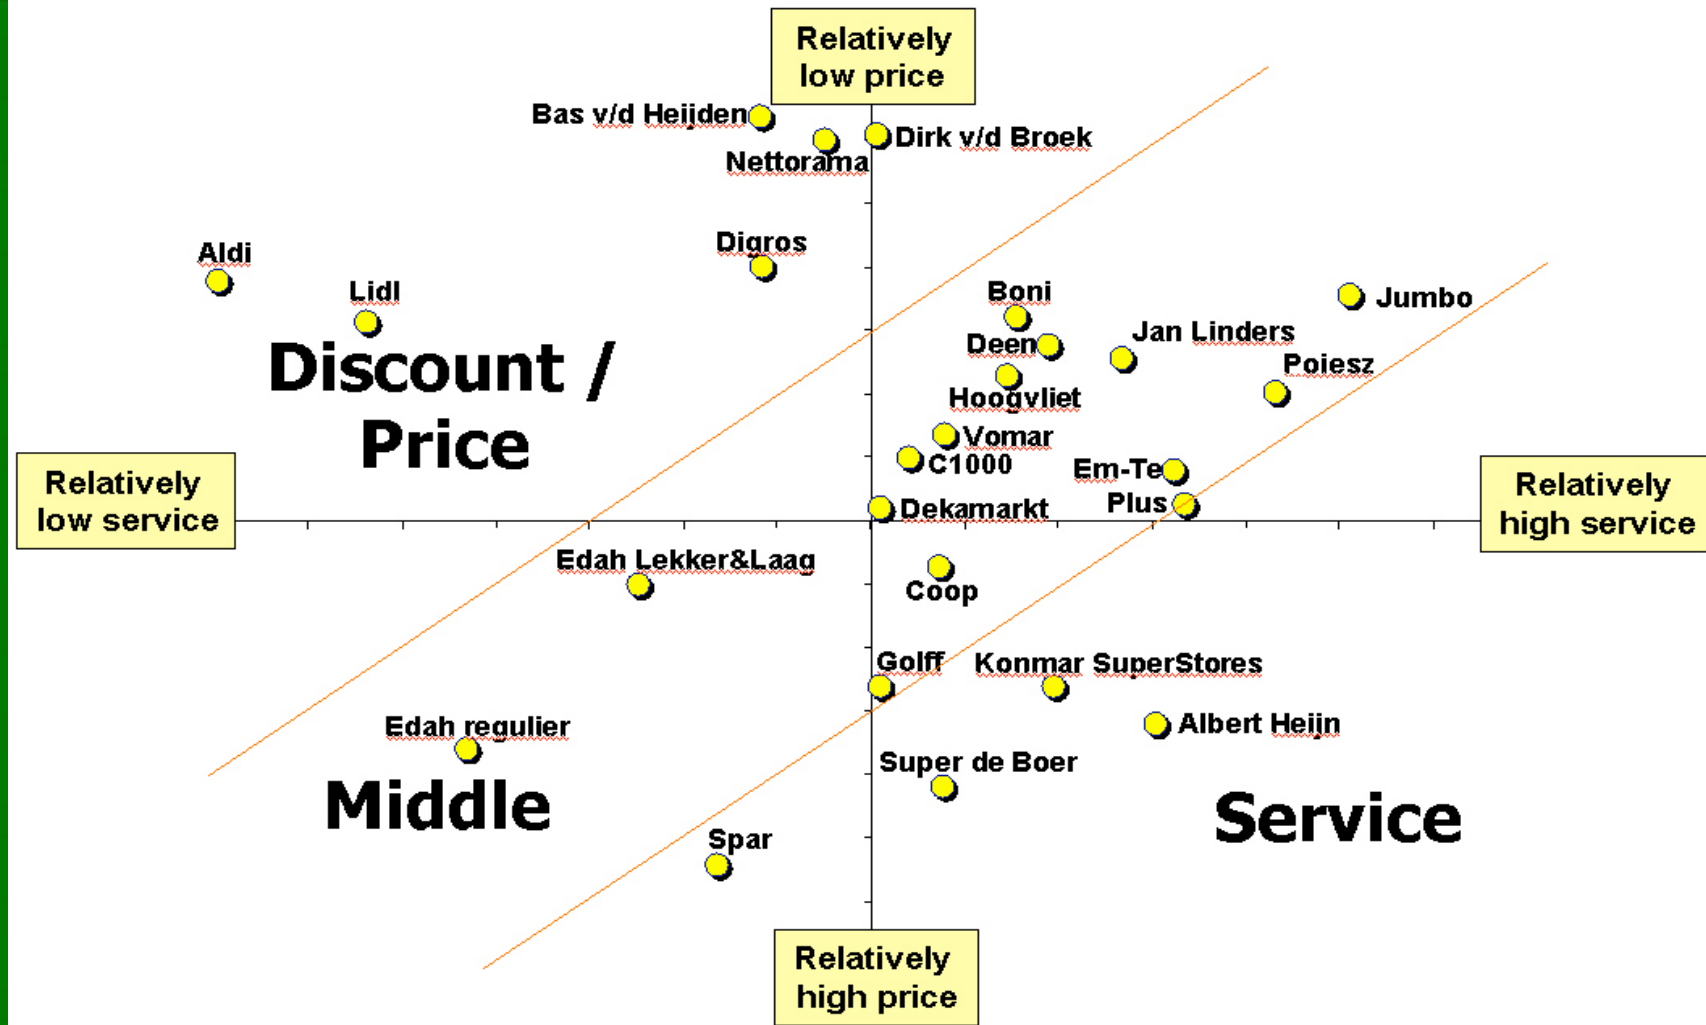 Relatively
low price
Bas v/d Heijden
Dirk v/d Broek
Nettorama
Digros
Aldi
Lidl
Boni
Jumbo
Jan Linders
Deen
Poiesz
Discount /
Price
Hoogvliet
Vomar
C1000
Em-Te
Relatively
low service
Plus
Relatively
high service
Dekamarkt
Edah Lekker&Laag
Coop
Golff
Konmar SuperStores
Edah regulier
Albert Heijn
Super de Boer
Middle
Service
Spar
Relatively
high price